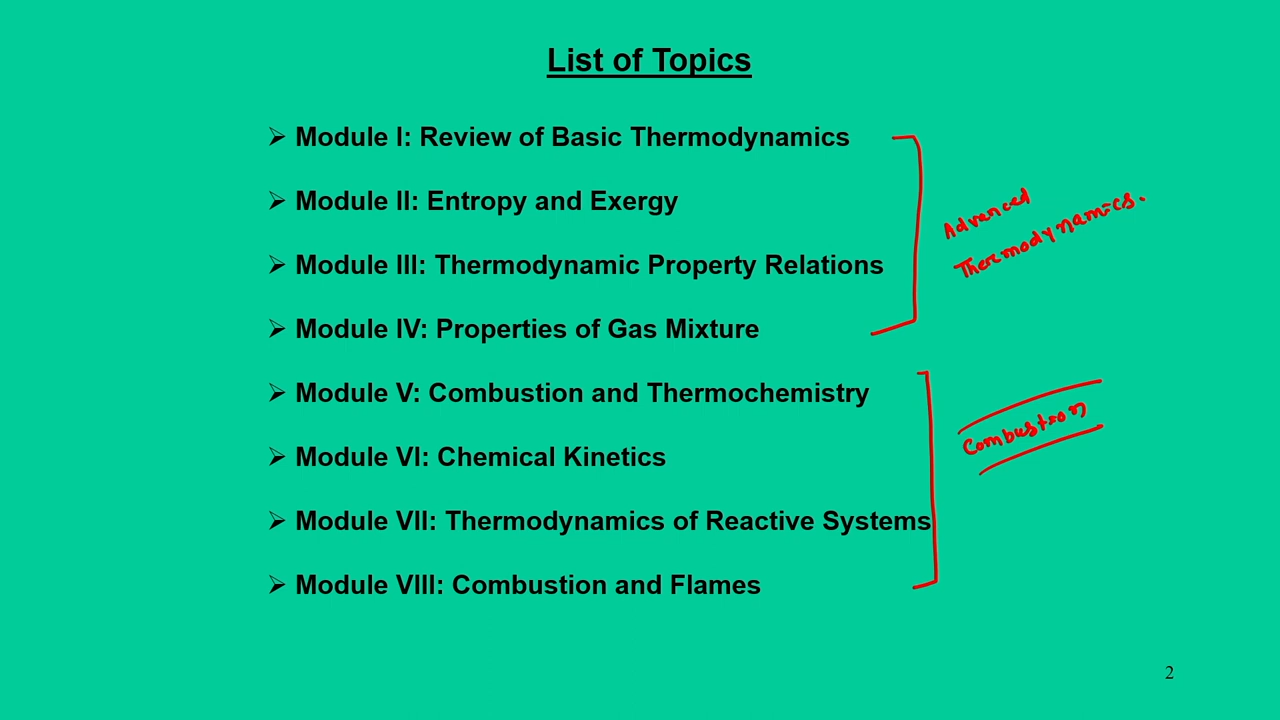 List of Topics
➢ Module I: Review of Basic Thermodynamics
➢ Module II: Entropy and Exergy
➢ Module III: Thermodynamic Property Relations
➢ Module IV: Properties of Gas Mixture
Advanced
Thermodynamics.
➢ Module V: Combustion and Thermochemistry
➢ Module VI: Chemical Kinetics
➢ Module VII: Thermodynamics of Reactive Systems
➢ Module VIII: Combustion and Flames
Combustion
2